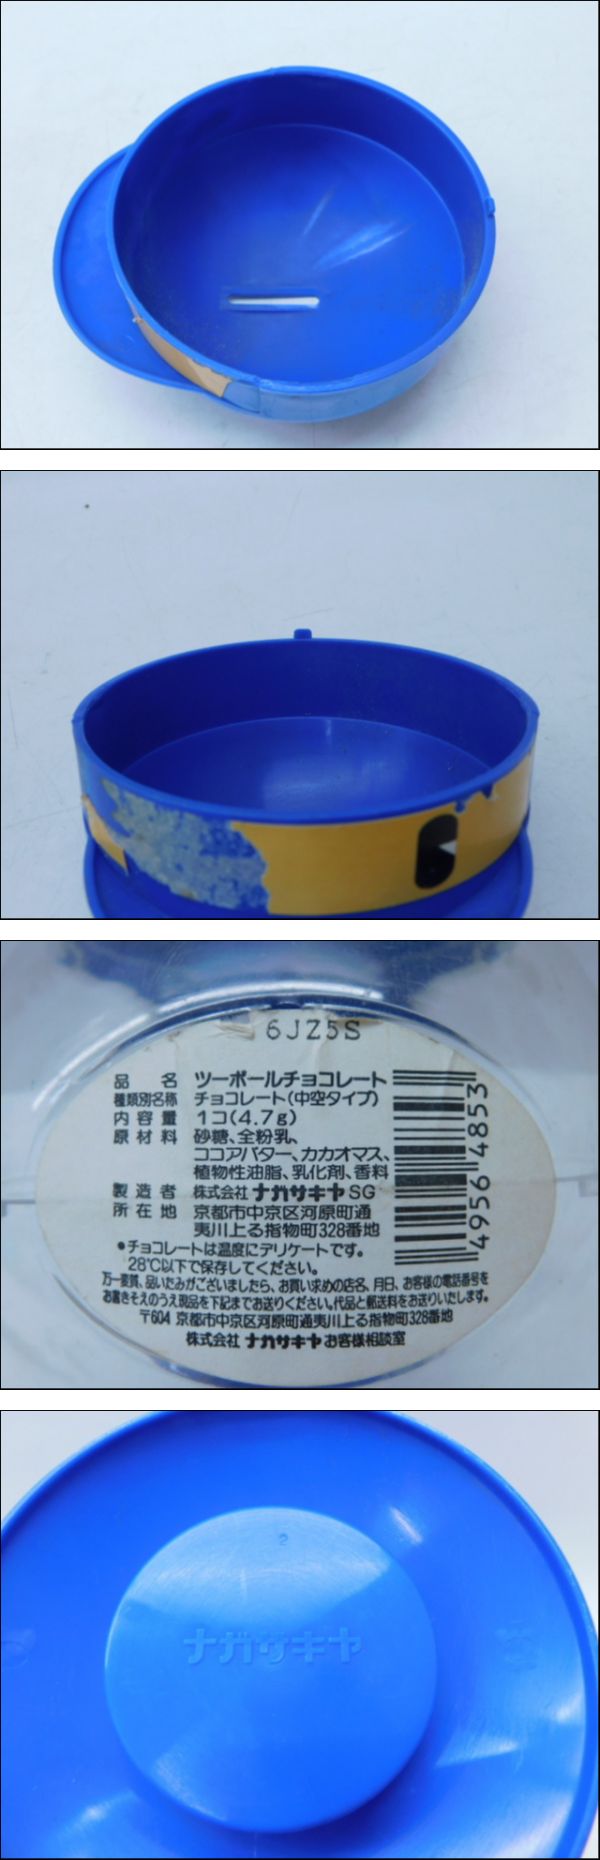 6JZ5S
品名 ツーポールチョコレート
種類別名称 チョコレート(中空タイプ)
内容量 1コ(4.7g)
原材料 砂糖、全粉乳、
ココアバター、カカオマス、
植物性油脂、乳化剤、香料
製造者 株式会社ナガサキヤSG
所在地 京都市中京区河原町通
夷川上る指物町328番地
●チョコレートは温度にデリケートです。
28℃以下で保存してください。
万一変質、品いたみがございましたら、お買い求めの店名、月日、お客様の電話番号を
お書きそえのうえ現品を下記までお送りください。代品と郵送料をお送りいたします。
〒604 京都市中京区河原町通夷川上る指物町328番地
株式会社ナガサキヤお客様相談室
4956 4853
2
ナガサキヤ